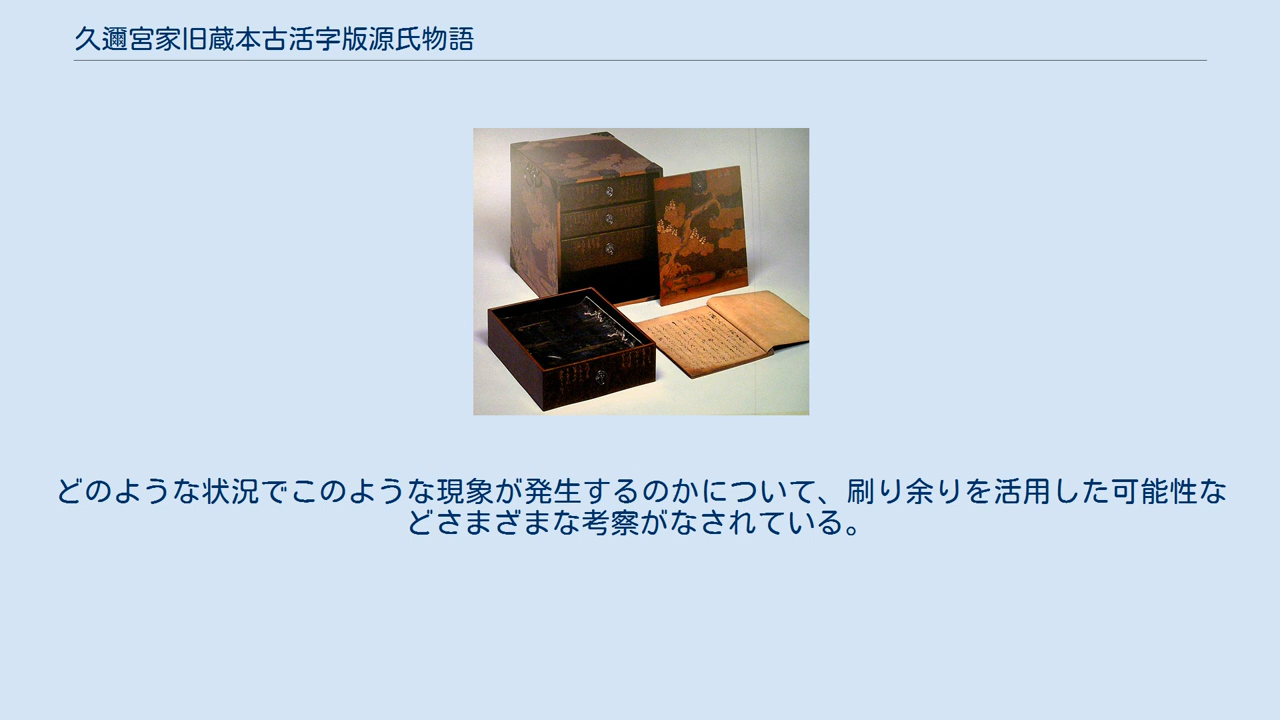 久邇宮家旧蔵本古活字版源氏物語
どのような状況でこのような現象が発生するのかについて、刷り余りを活用した可能性な
どさまざまな考察がなされている。